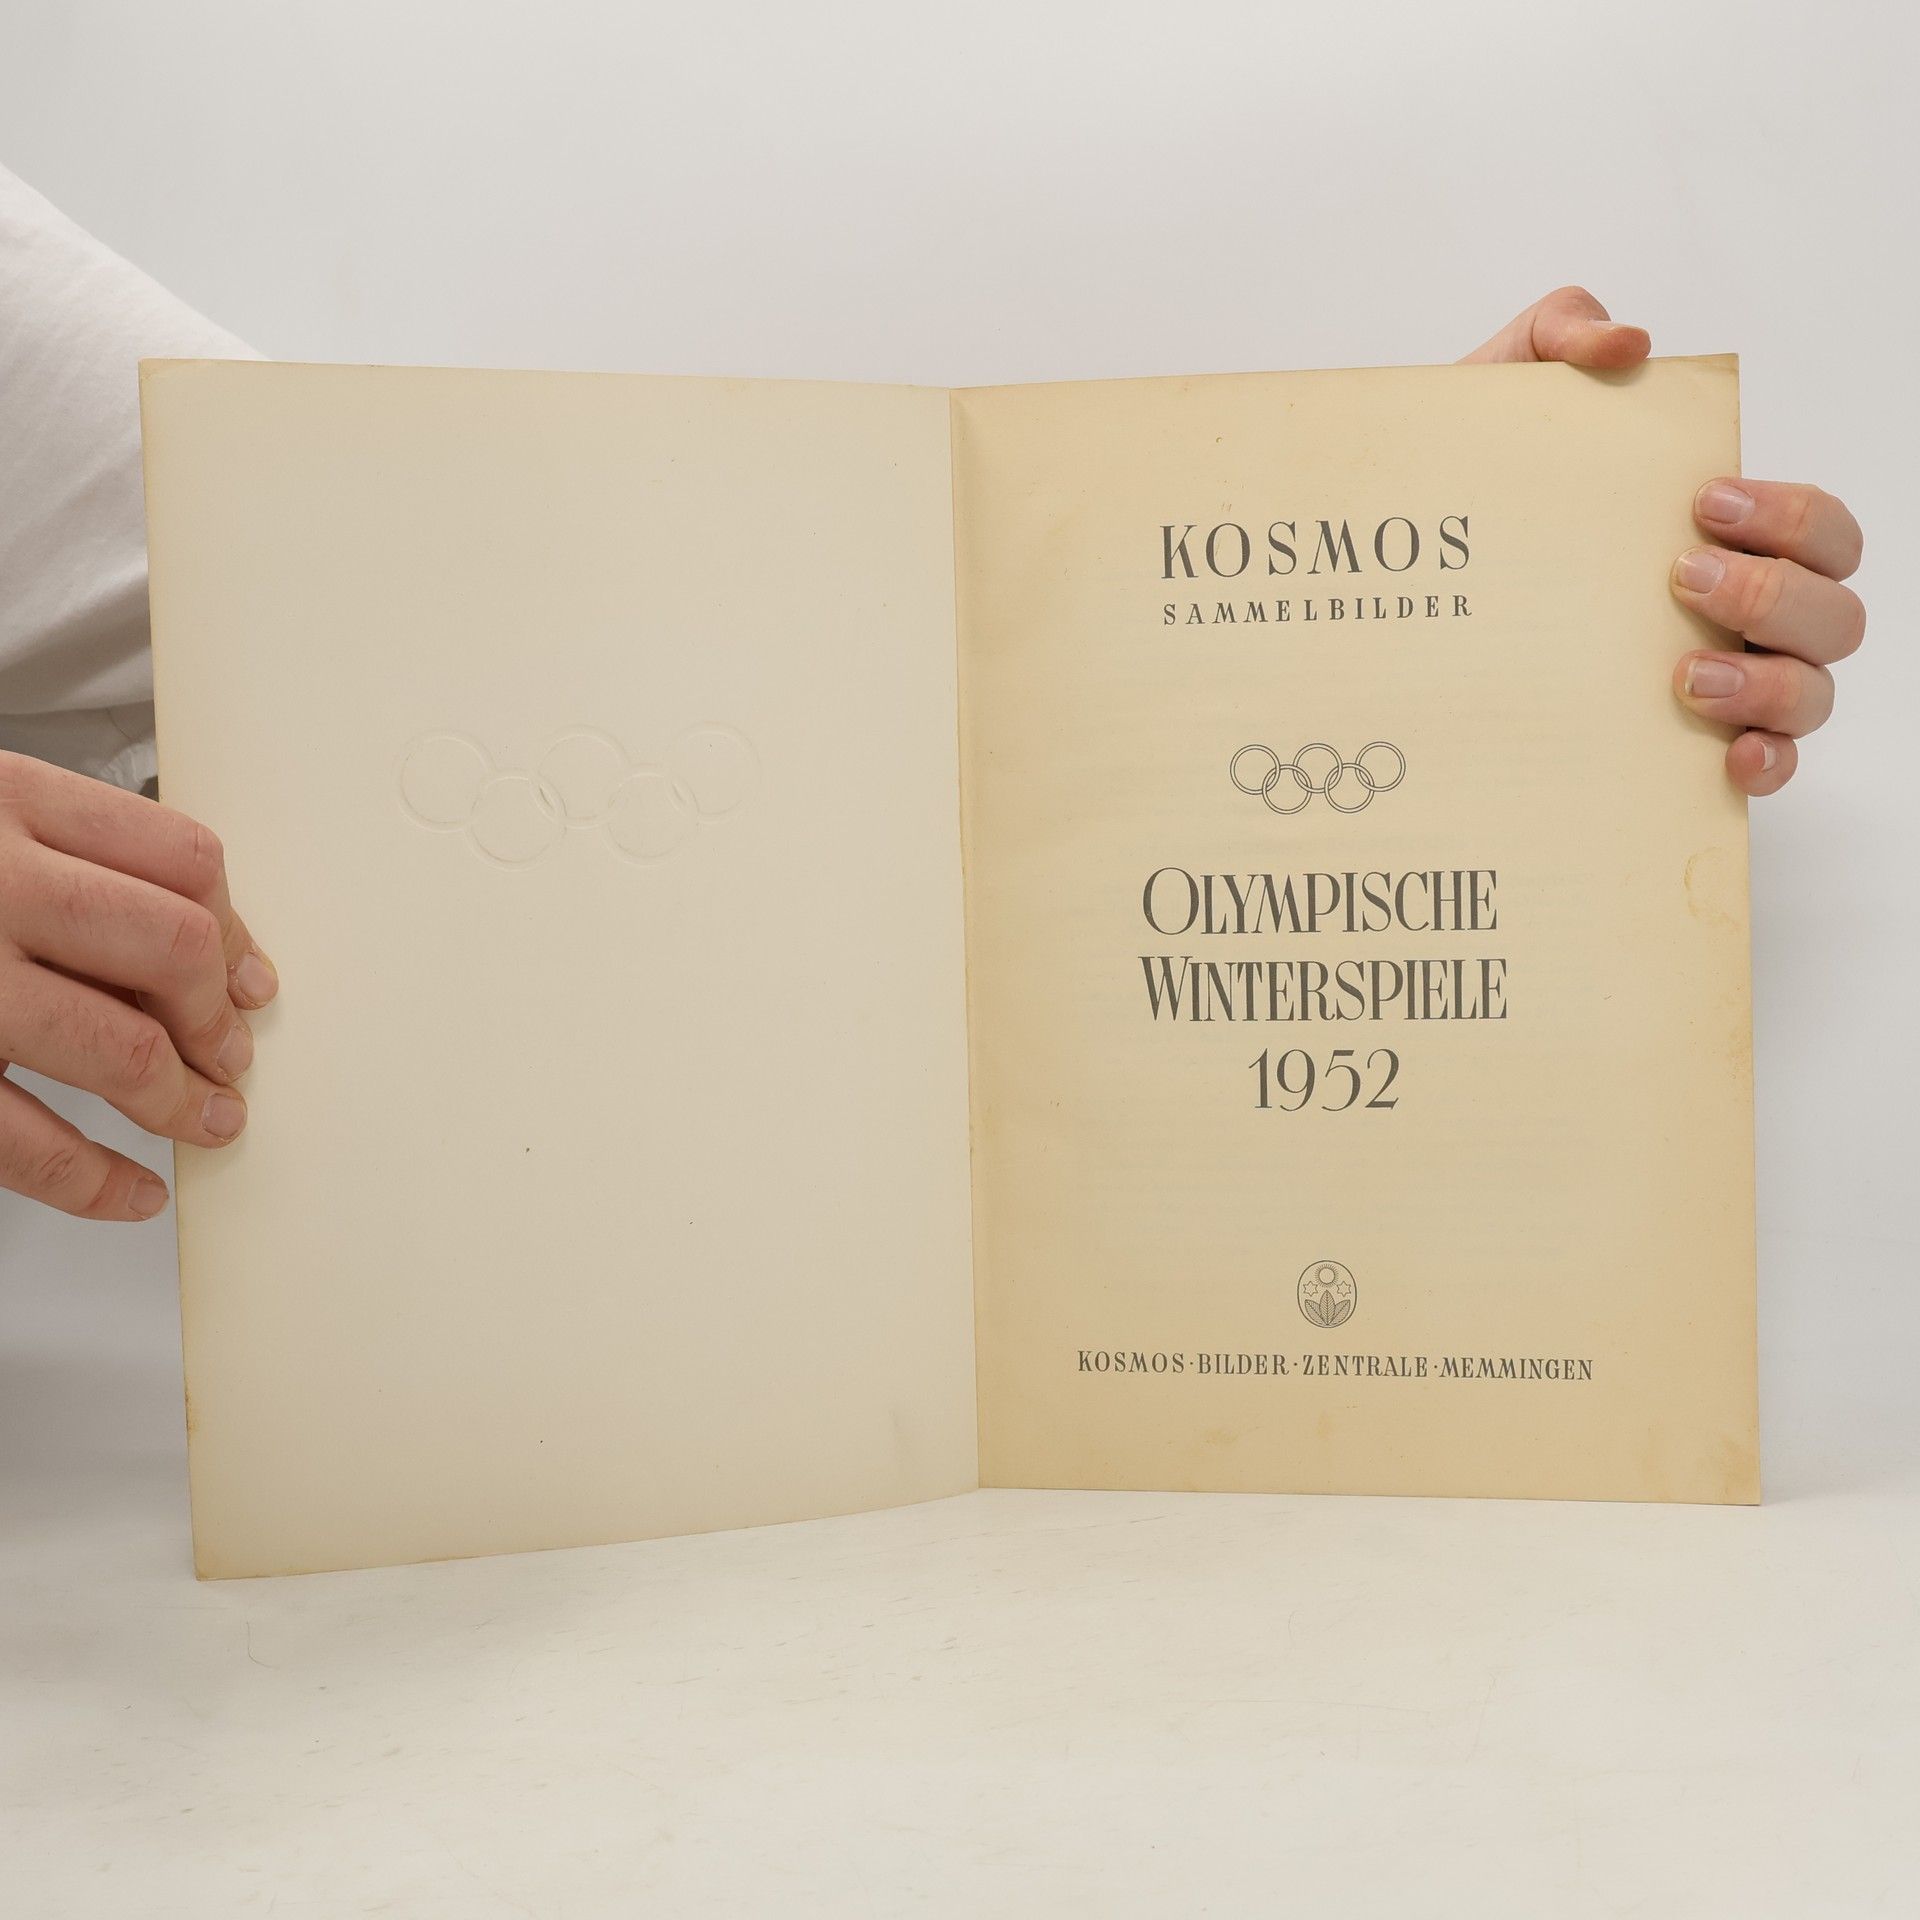 KOSMOS
SAMMELBILDER
OLYMPISCHE
WINTERSPIELE
1952
KOSMOS·BILDER·ZENTRALE·MEMMINGEN